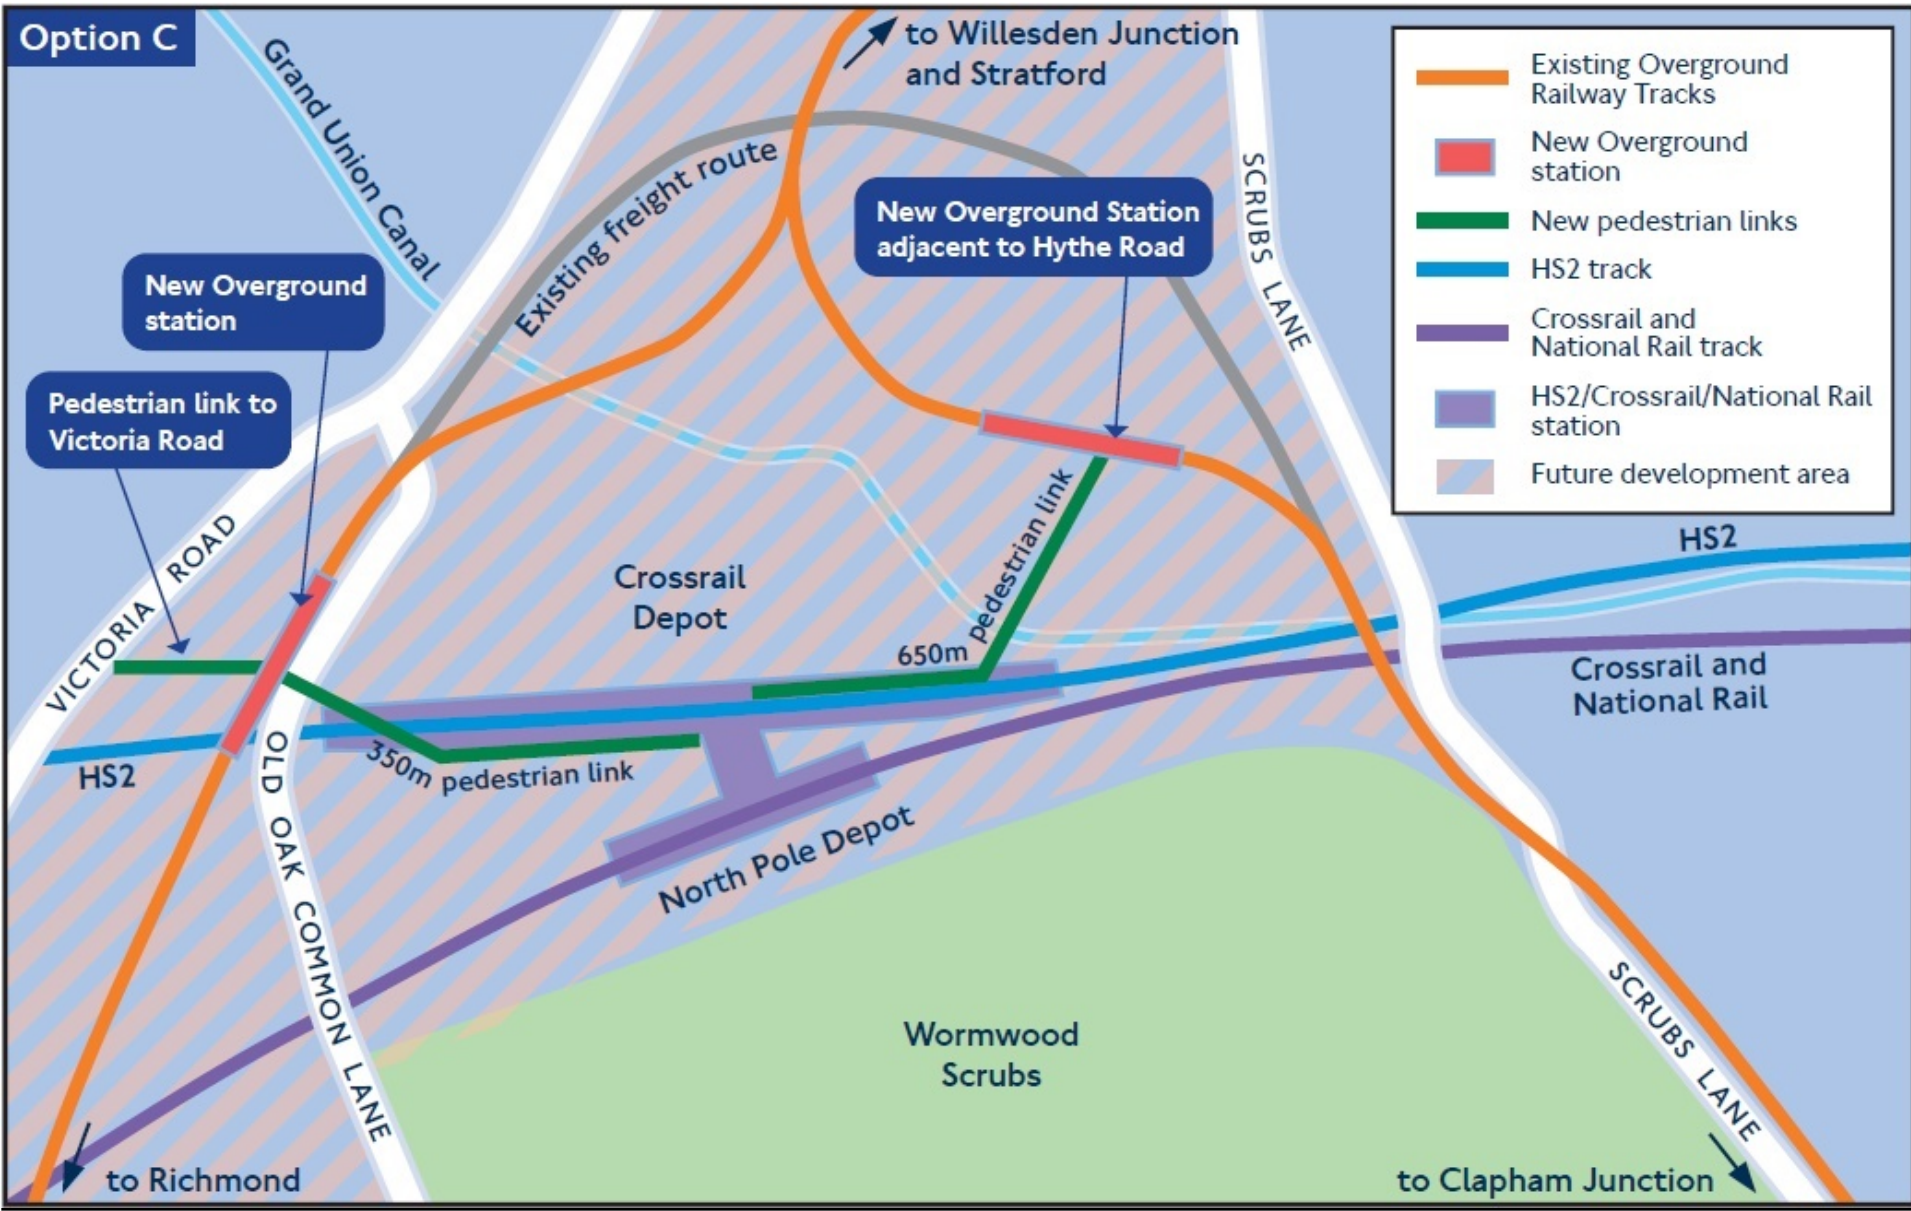 Option C
to Willesden Junction
and Stratford
Grand Union Canal
Existing freight route
New Overground Station
adjacent to Hythe Road
New Overground
station
Pedestrian link to
Victoria Road
VICTORIA ROAD
SCRUBS LANE
Existing Overground
Railway Tracks
New Overground
station
New pedestrian links
HS2 track
Crossrail and
National Rail track
HS2/Crossrail/National Rail
station
Future development area
HS2
Crossrail
Depot
pedestrian link
650m
Crossrail and
National Rail
HS2
350m pedestrian link
OLD OAK COMMON LANE
North Pole Depot
Wormwood
Scrubs
SCRUBS LANE
to Richmond
to Clapham Junction